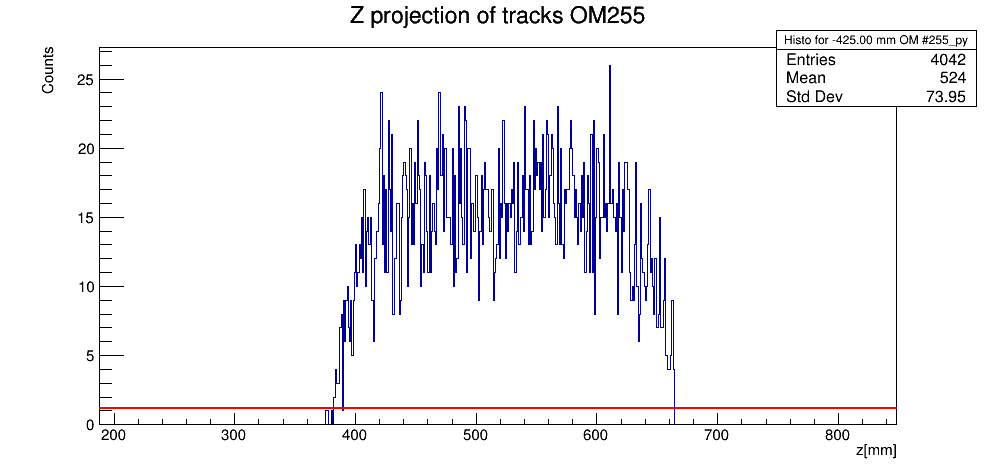 Z projection of tracks OM255
Histo for -425.00 mm OM #255_py
Entries 4042
Mean 524
Std Dev 73.95
Counts
25
20
15
10
5
0
200 300 400 500 600 700 800
z[mm]